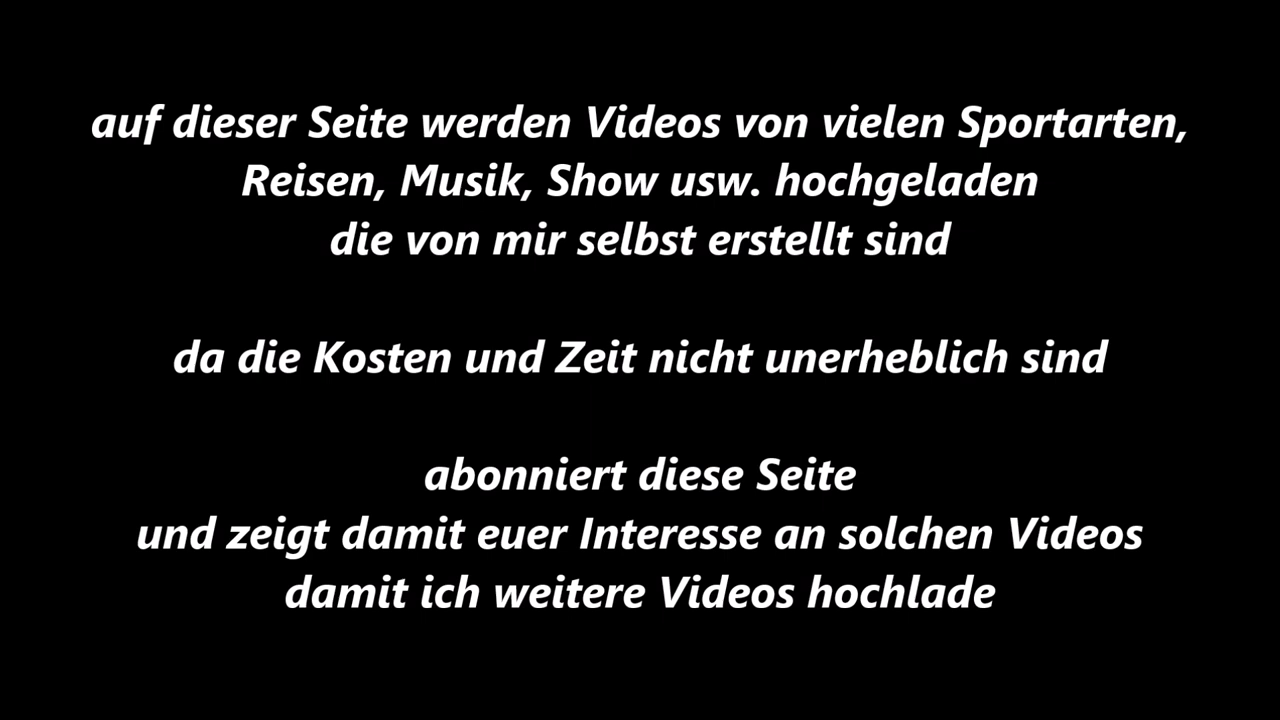 auf dieser Seite werden Videos von vielen Sportarten,
Reisen, Musik, Show usw. hochgeladen
die von mir selbst erstellt sind
da die Kosten und Zeit nicht unerheblich sind
abonniert diese Seite
und zeigt damit euer Interesse an solchen Videos
damit ich weitere Videos hochlade